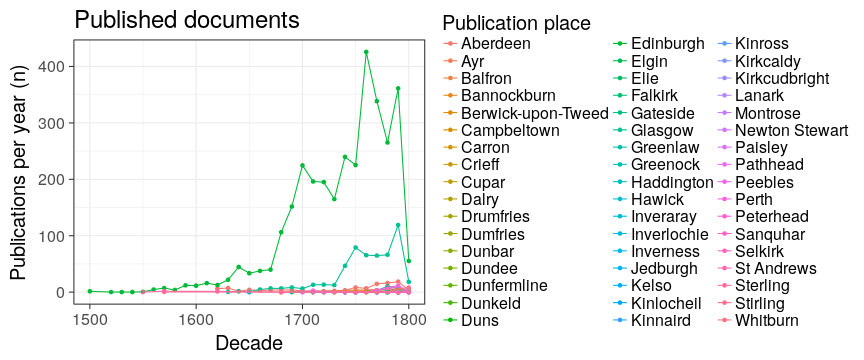 Published documents
Publications per year (n)
400
300
200
100
0
1500
1600
1700
1800
Decade
Publication place
Aberdeen
Ayr
Balfron
Bannockburn
Berwick-upon-Tweed
Campbeltown
Carron
Crieff
Cupar
Dalry
Drumfries
Dumfries
Dunbar
Dundee
Dunfermline
Dunkeld
Duns
Edinburgh
Elgin
Elie
Falkirk
Gateside
Glasgow
Greenlaw
Greenock
Haddington
Hawick
Inveraray
Inverlochie
Inverness
Jedburgh
Kelso
Kinlocheil
Kinnaird
Kinross
Kirkcaldy
Kirkcudbright
Lanark
Montrose
Newton Stewart
Paisley
Pathhead
Peebles
Perth
Peterhead
Sanquhar
Selkirk
St Andrews
Sterling
Stirling
Whitburn